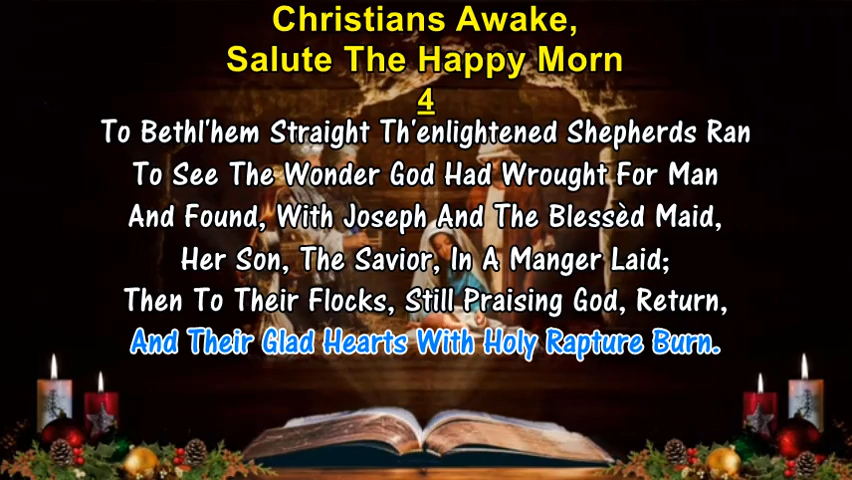 Christians Awake,
Salute The Happy Morn
4
To Bethl'hem Straight Th'enlightened Shepherds Ran
To See The Wonder God Had Wrought For Man
And Found, With Joseph And The Blessèd Maid,
Her Son, The Savior, In A Manger Laid;
Then To Their Flocks, Still Praising God, Return,
And Their Glad Hearts With Holy Rapture Burn.